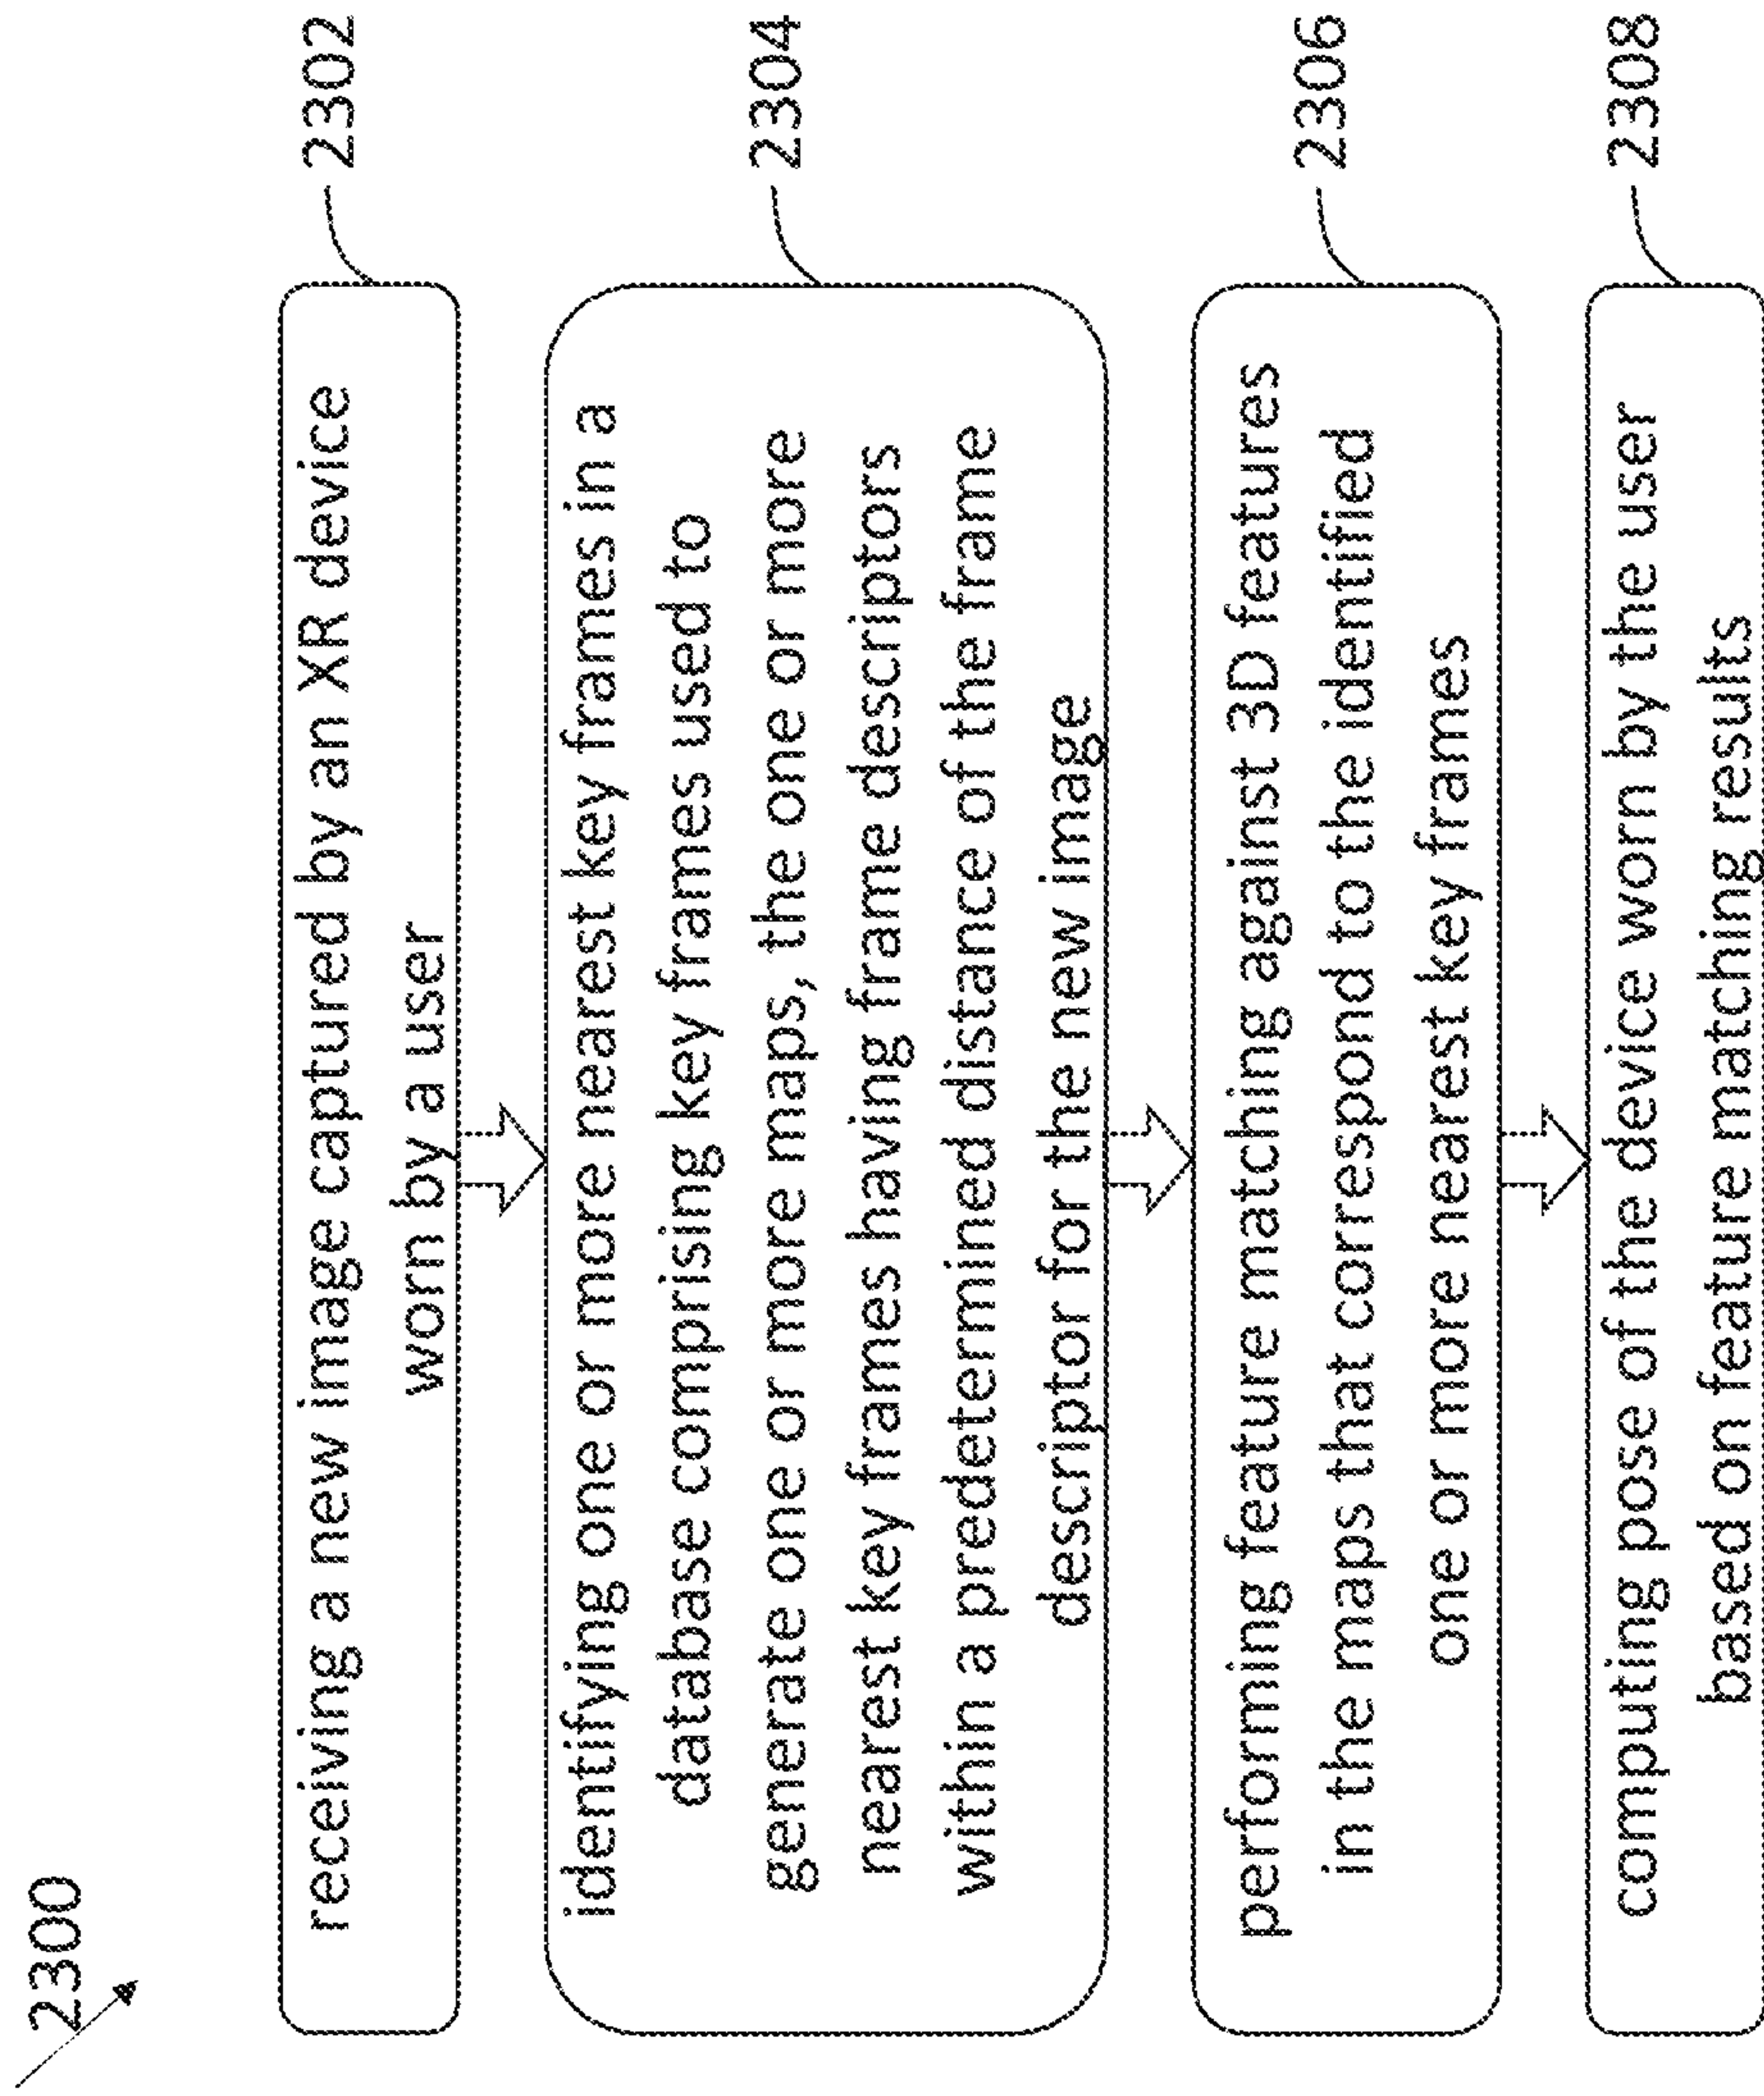 2300
receiving a new image captured by an XR device
worn by a user
2302
identifying one or more nearest key frames in a
database comprising key frames used to
generate one or more maps, the one or more
nearest key frames having frame descriptors
within a predetermined distance of the frame
descriptor for the new image
2304
performing feature matching against 3D features
in the maps that correspond to the identified
one or more nearest key frames
2306
computing pose of the device worn by the user
based on feature matching results
2308